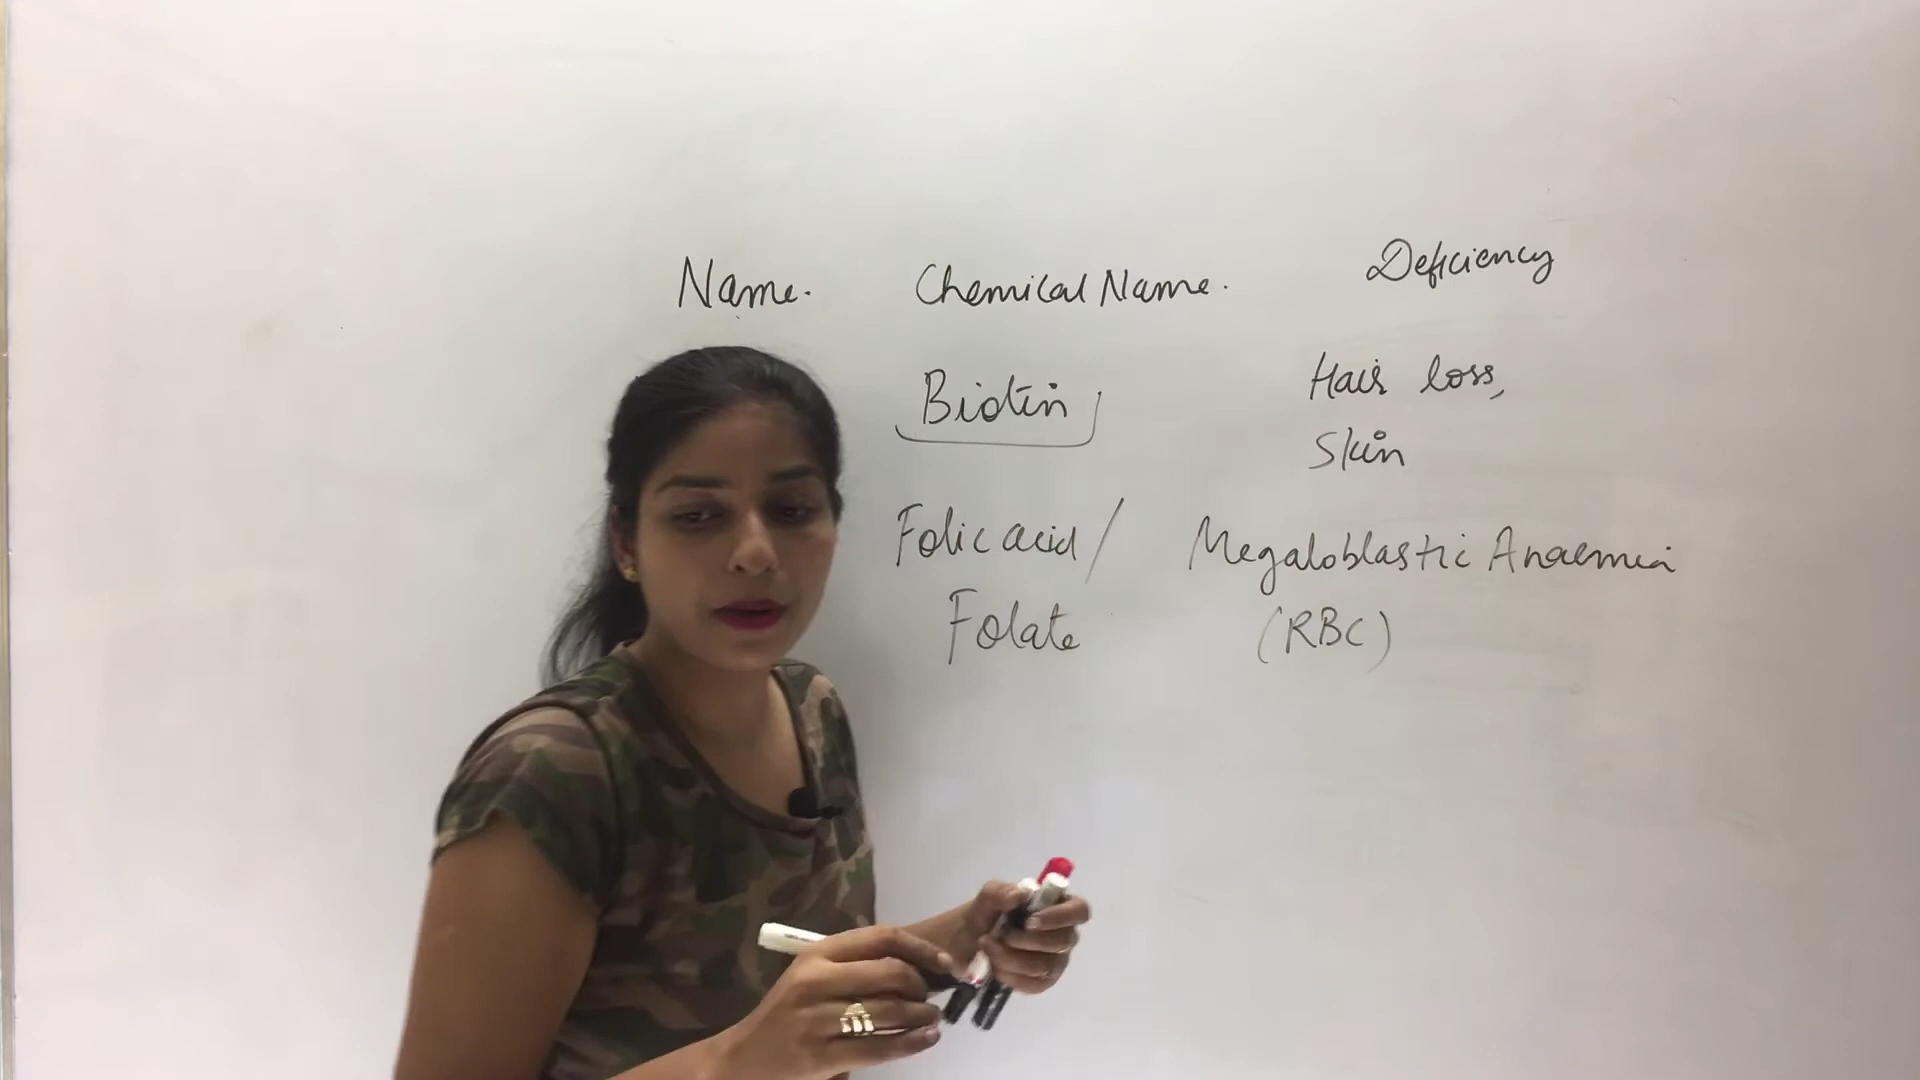 Name. Chemical Name. Deficiency
Biotin Hair loss,
Skin
Folic acid / Megaloblastic Anaemia
Folate (RBC)